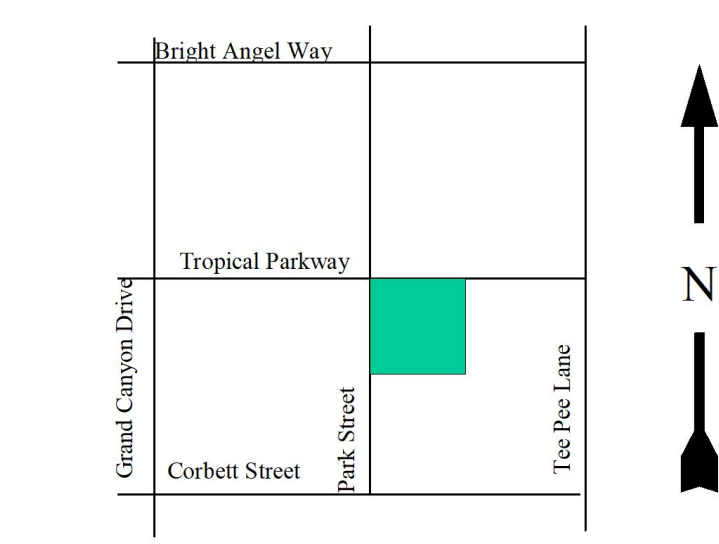 Bright Angel Way
Tropical Parkway
N
Grand Canyon Drive
Park Street
Tee Pee Lane
Corbett Street